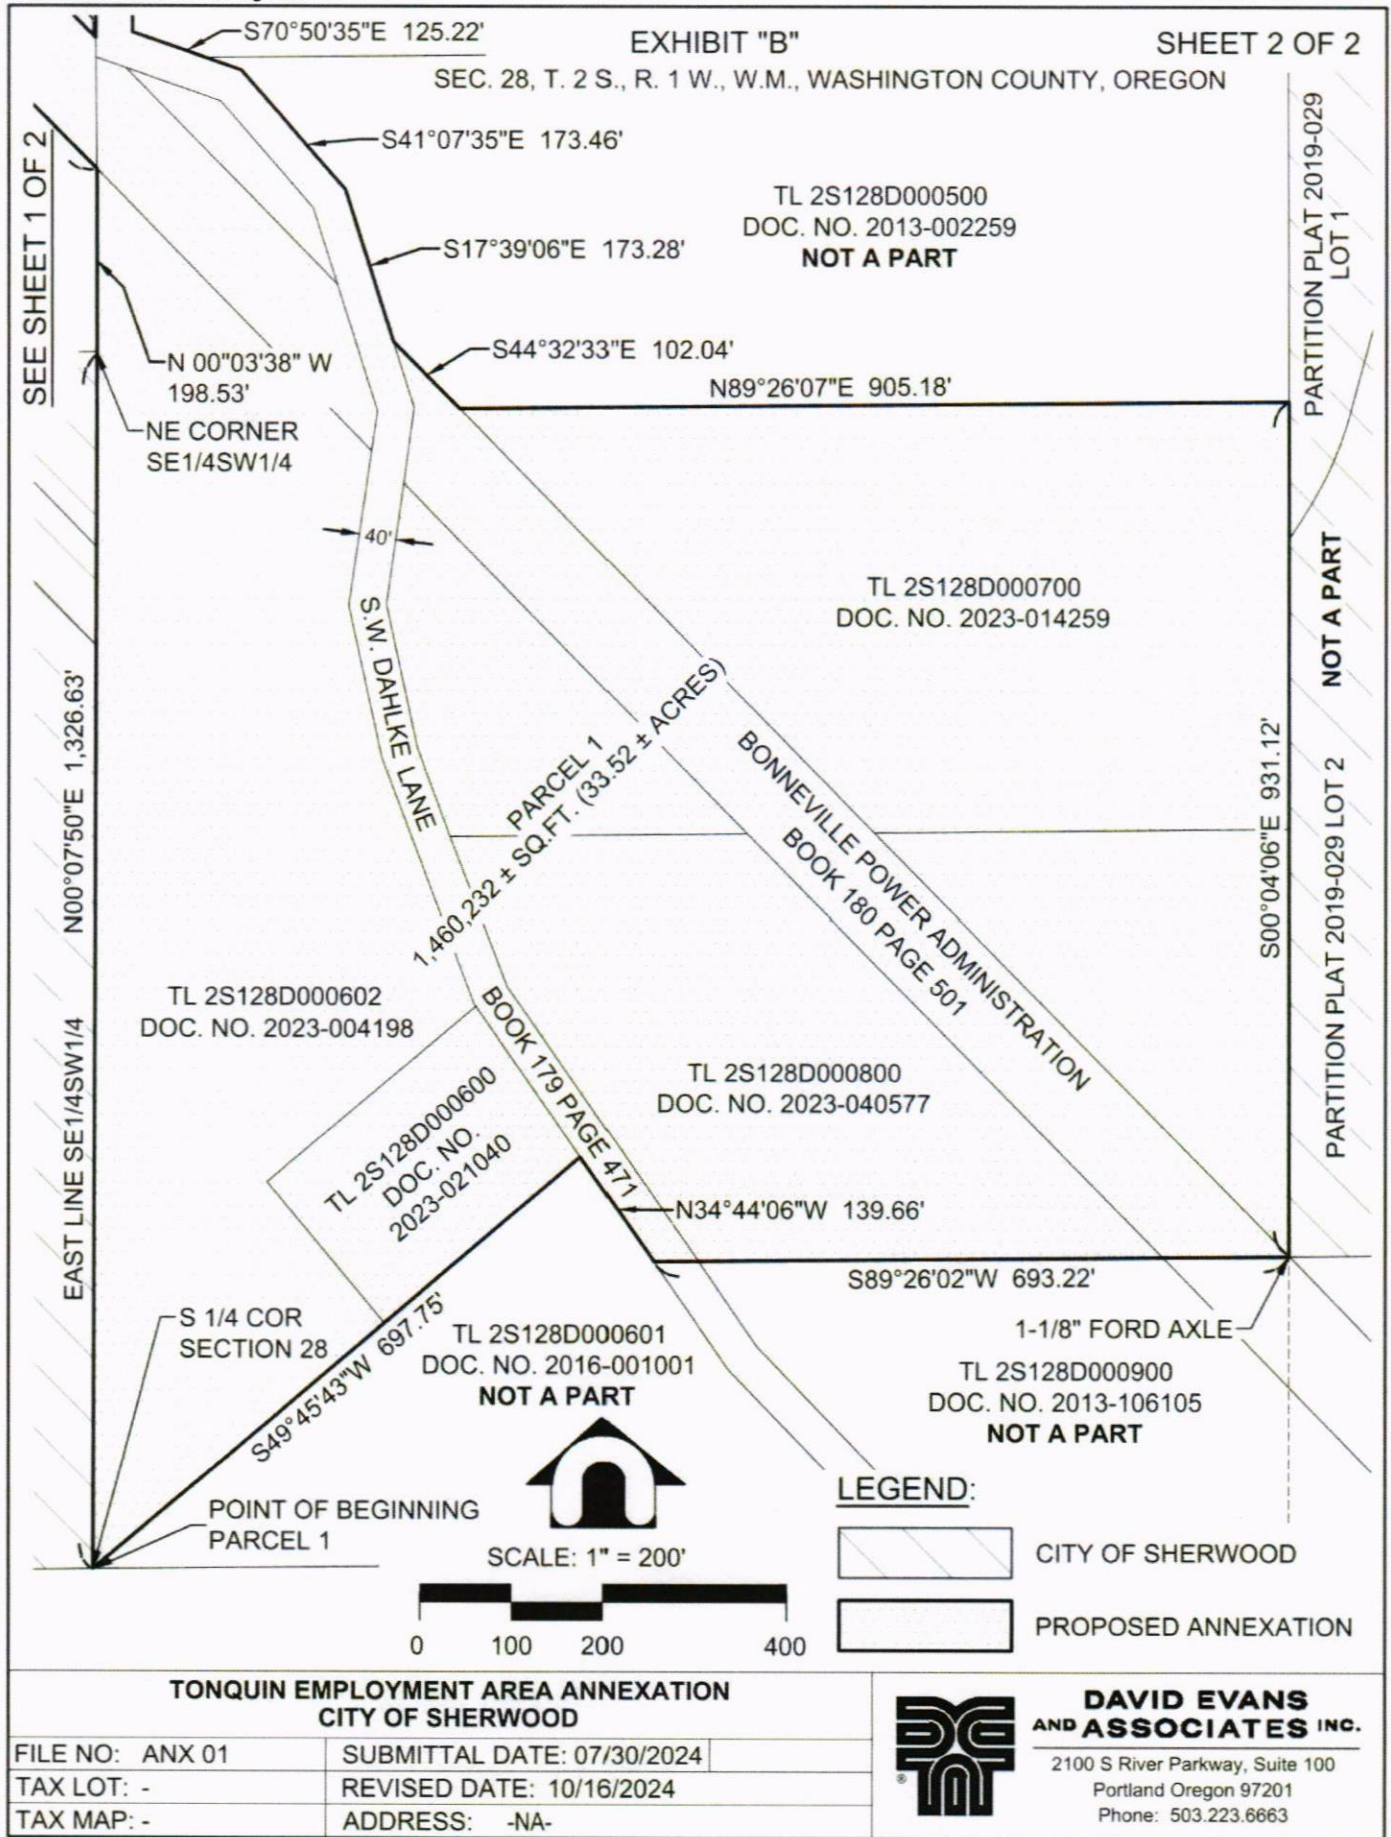 S70°50'35"E 125.22'
EXHIBIT "B"
SHEET 2 OF 2
SEC. 28, T. 2 S., R. 1 W., W.M., WASHINGTON COUNTY, OREGON
SEE SHEET 1 OF 2
S41°07'35"E 173.46'
TL 2S128D000500
DOC. NO. 2013-002259
NOT A PART
PARTITION PLAT 2019-029
LOT 1
S17°39'06"E 173.28'
N 00"03'38" W
198.53'
S44°32'33"E 102.04'
N89°26'07"E 905.18'
NE CORNER
SE1/4SW1/4
40'
S.W. DAHLKE LANE
TL 2S128D000700
DOC. NO. 2023-014259
NOT A PART
N00°07'50"E 1,326.63'
EAST LINE SE1/4SW1/4
PARCEL 1
1,460,232 ± SQ.FT. (33.52 ± ACRES)
BONNEVILLE POWER ADMINISTRATION
BOOK 180 PAGE 501
S00°04'06"E 931.12'
PARTITION PLAT 2019-029 LOT 2
TL 2S128D000602
DOC. NO. 2023-004198
BOOK 179 PAGE 471
TL 2S128D000600
DOC. NO.
2023-021040
TL 2S128D000800
DOC. NO. 2023-040577
N34°44'06"W 139.66'
S89°26'02"W 693.22'
S 1/4 COR
SECTION 28
S49°45'43"W 697.75'
TL 2S128D000601
DOC. NO. 2016-001001
NOT A PART
1-1/8" FORD AXLE
TL 2S128D000900
DOC. NO. 2013-106105
NOT A PART
POINT OF BEGINNING
PARCEL 1
SCALE: 1" = 200'
0 100 200 400
LEGEND:
CITY OF SHERWOOD
PROPOSED ANNEXATION
TONQUIN EMPLOYMENT AREA ANNEXATION
CITY OF SHERWOOD
FILE NO: ANX 01
SUBMITTAL DATE: 07/30/2024
TAX LOT: -
REVISED DATE: 10/16/2024
TAX MAP: -
ADDRESS: -NA-
®
DAVID EVANS
AND ASSOCIATES INC.
2100 S River Parkway, Suite 100
Portland Oregon 97201
Phone: 503.223.6663